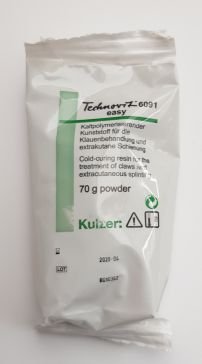 Technovit 6091
easy
Kaltpolymerisierender
Kunststoff für die
Klauenbehandlung und
extrakutane Schienung
Cold-curing resin for the
treatment of claws and
extracutaneous splinting
70 g powder
Kulzer:
2020-04
LOT